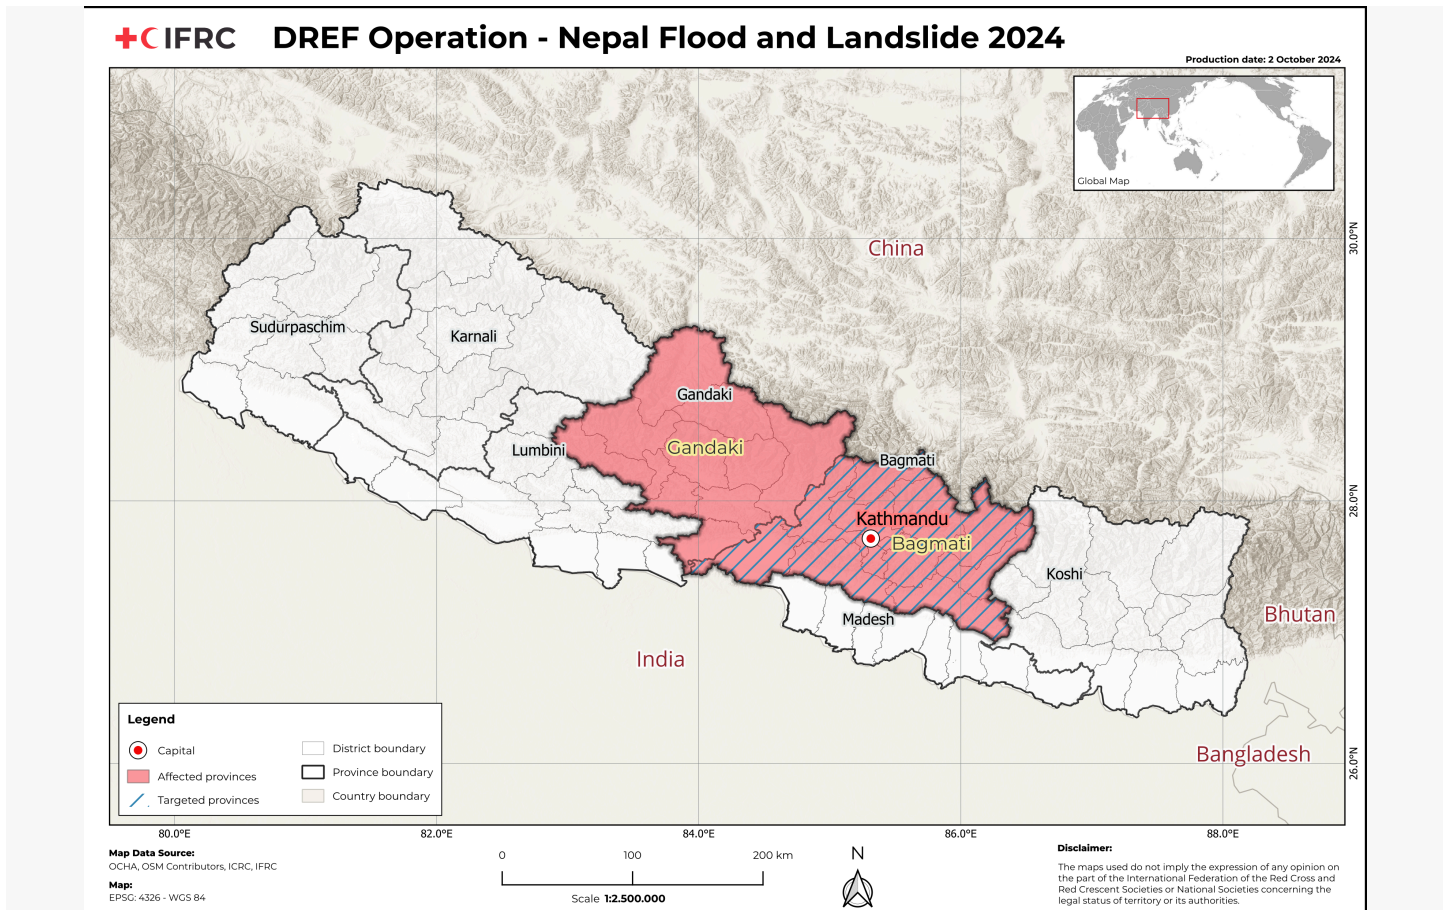 IFRC
DREF Operation - Nepal Flood and Landslide 2024
Production date: 2 October 2024
Global Map
China
30.0°N
Sudurpaschim
Karnali
Gandaki
Gandaki
Lumbini
Bagmati
28.0°N
Kathmandu
Bagmati
Koshi
Madesh
Bhutan
India
Bangladesh
26.0°N
Legend
Capital
Affected provinces
Targeted provinces
District boundary
Province boundary
Country boundary
80.0°E 82.0°E 84.0°E 86.0°E 88.0°E
Map Data Source:
OCHA, OSM Contributors, ICRC, IFRC
Map:
EPSG: 4326 - WGS 84
0 100 200 km
Scale 1:2.500.000
N
Disclaimer:
The maps used do not imply the expression of any opinion on
the part of the International Federation of the Red Cross and
Red Crescent Societies or National Societies concerning the
legal status of territory or its authorities.